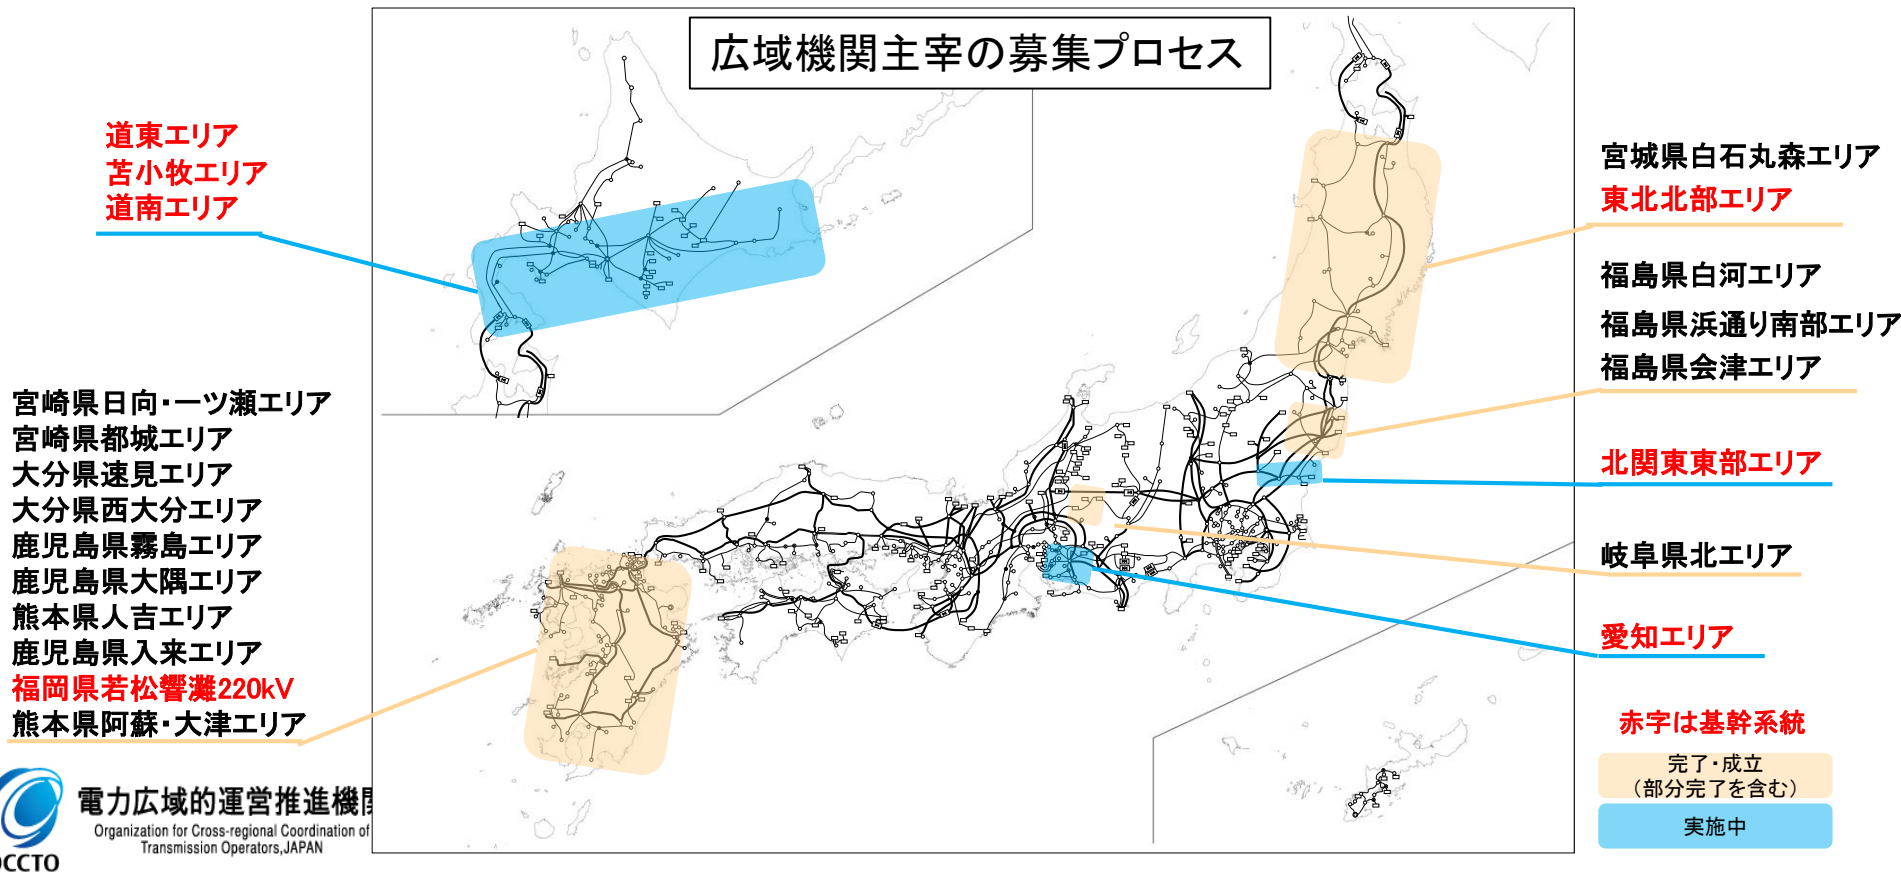 広域機関主宰の募集プロセス
道東エリア
苫小牧エリア
道南エリア
宮崎県日向・一ツ瀬エリア
宮崎県都城エリア
大分県速見エリア
大分県西大分エリア
鹿児島県霧島エリア
鹿児島県大隅エリア
熊本県人吉エリア
鹿児島県入来エリア
福岡県若松響灘220kV
熊本県阿蘇・大津エリア
宮城県白石丸森エリア
東北北部エリア
福島県白河エリア
福島県浜通り南部エリア
福島県会津エリア
北関東東部エリア
岐阜県北エリア
愛知エリア
赤字は基幹系統
完了・成立
（部分完了を含む）
実施中
電力広域的運営推進機関
Organization for Cross-regional Coordination of
Transmission Operators,JAPAN
OCCTO